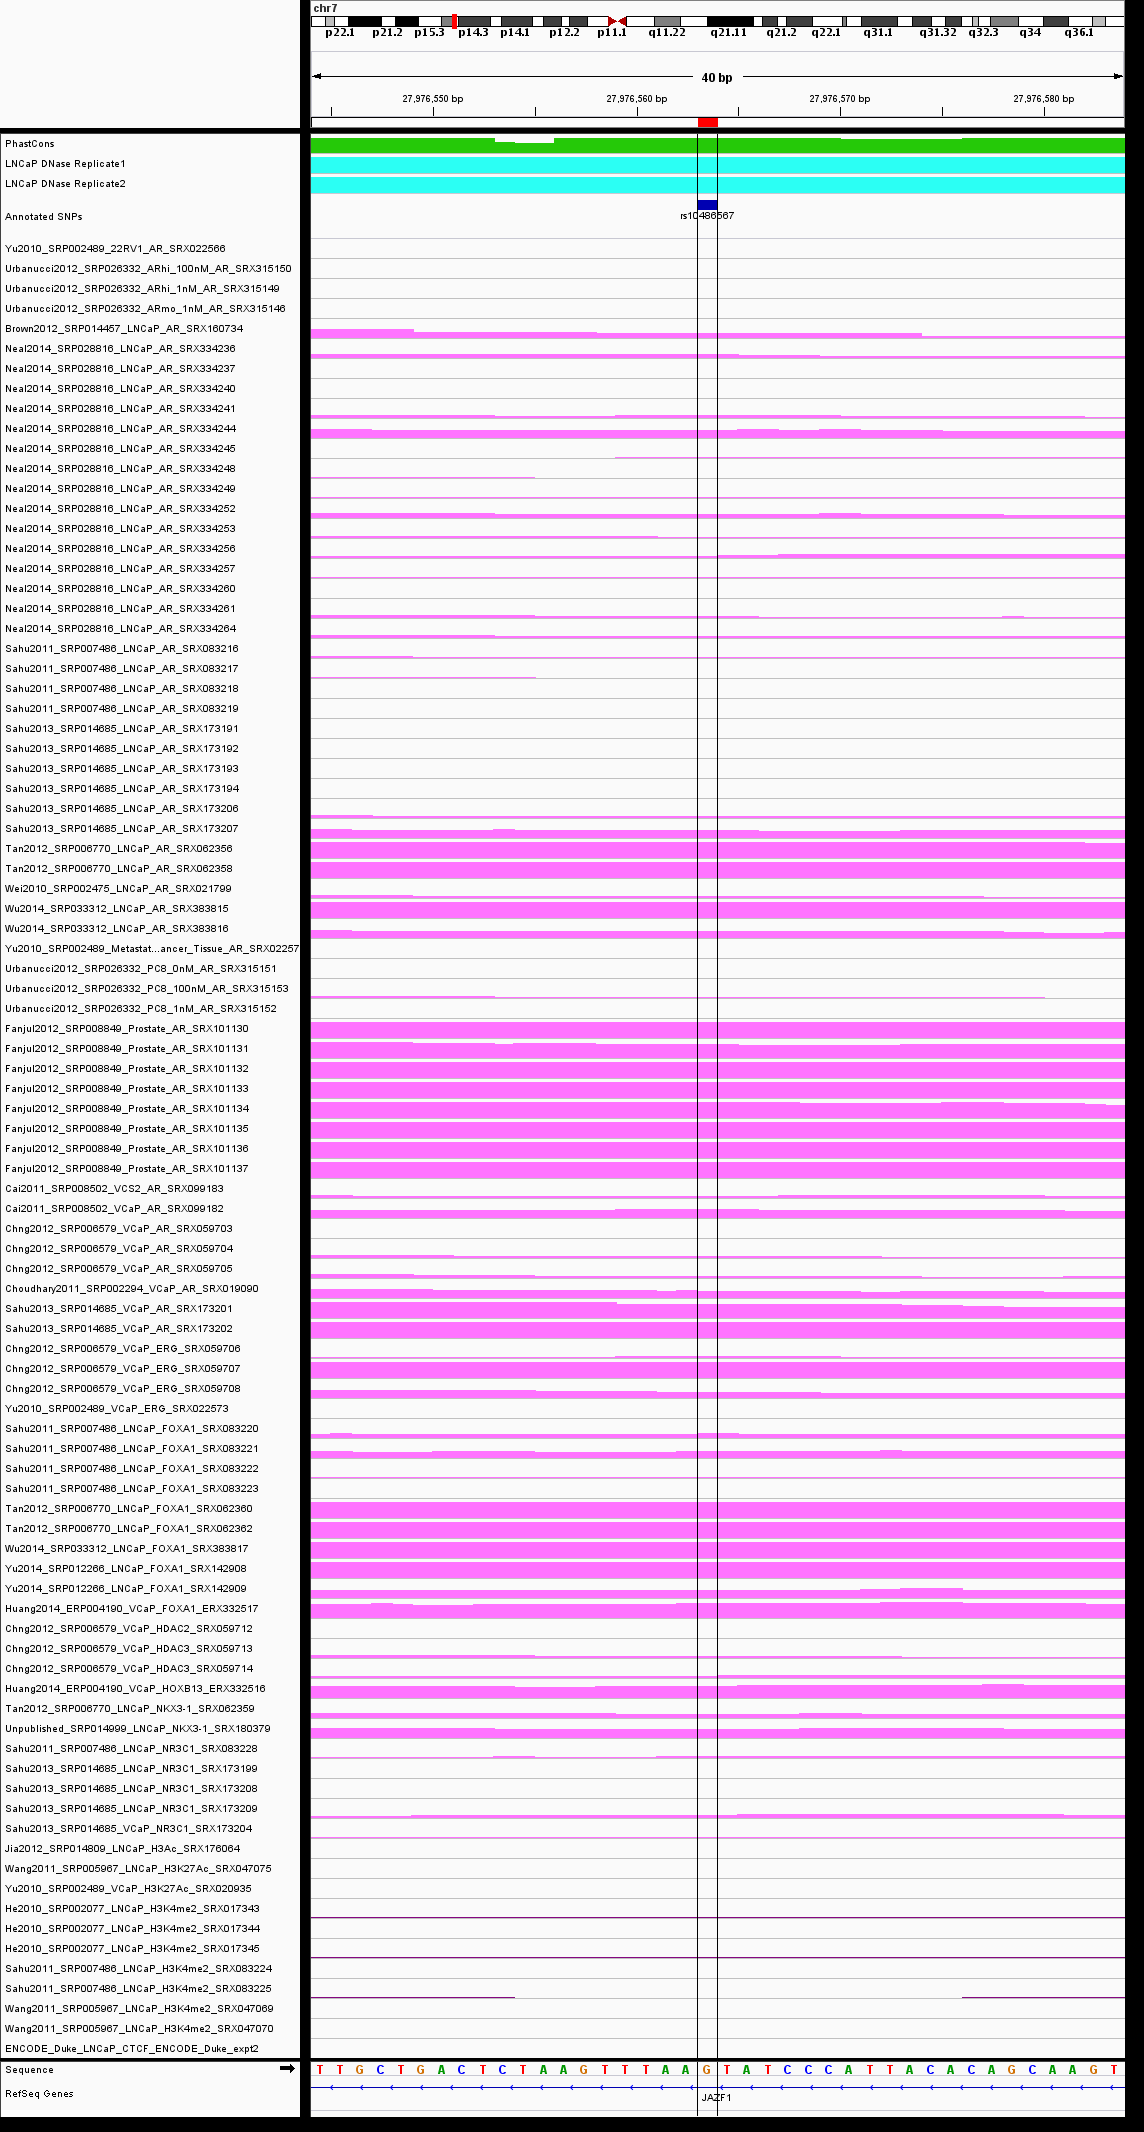 chr7
p22.1 p21.2 p15.3 p14.3 p14.1 p12.2 p11.1 q11.22 q21.11 q21.2 q22.1 q31.1 q31.32 q32.3 q34 q36.1
40 bp
27,976,550 bp 27,976,560 bp 27,976,570 bp 27,976,580 bp
PhastCons
LNCaP DNase Replicate1
LNCaP DNase Replicate2
Annotated SNPs rs10486567
Yu2010_SRP002489_22RV1_AR_SRX022566
Urbanucci2012_SRP026332_ARhi_100nM_AR_SRX315150
Urbanucci2012_SRP026332_ARhi_1nM_AR_SRX315149
Urbanucci2012_SRP026332_ARmo_1nM_AR_SRX315146
Brown2012_SRP014457_LNCaP_AR_SRX160734
Neal2014_SRP028816_LNCaP_AR_SRX334236
Neal2014_SRP028816_LNCaP_AR_SRX334237
Neal2014_SRP028816_LNCaP_AR_SRX334240
Neal2014_SRP028816_LNCaP_AR_SRX334241
Neal2014_SRP028816_LNCaP_AR_SRX334244
Neal2014_SRP028816_LNCaP_AR_SRX334245
Neal2014_SRP028816_LNCaP_AR_SRX334248
Neal2014_SRP028816_LNCaP_AR_SRX334249
Neal2014_SRP028816_LNCaP_AR_SRX334252
Neal2014_SRP028816_LNCaP_AR_SRX334253
Neal2014_SRP028816_LNCaP_AR_SRX334256
Neal2014_SRP028816_LNCaP_AR_SRX334257
Neal2014_SRP028816_LNCaP_AR_SRX334260
Neal2014_SRP028816_LNCaP_AR_SRX334261
Neal2014_SRP028816_LNCaP_AR_SRX334264
Sahu2011_SRP007486_LNCaP_AR_SRX083216
Sahu2011_SRP007486_LNCaP_AR_SRX083217
Sahu2011_SRP007486_LNCaP_AR_SRX083218
Sahu2011_SRP007486_LNCaP_AR_SRX083219
Sahu2013_SRP014685_LNCaP_AR_SRX173191
Sahu2013_SRP014685_LNCaP_AR_SRX173192
Sahu2013_SRP014685_LNCaP_AR_SRX173193
Sahu2013_SRP014685_LNCaP_AR_SRX173194
Sahu2013_SRP014685_LNCaP_AR_SRX173206
Sahu2013_SRP014685_LNCaP_AR_SRX173207
Tan2012_SRP006770_LNCaP_AR_SRX062356
Tan2012_SRP006770_LNCaP_AR_SRX062358
Wei2010_SRP002475_LNCaP_AR_SRX021799
Wu2014_SRP033312_LNCaP_AR_SRX383815
Wu2014_SRP033312_LNCaP_AR_SRX383816
Yu2010_SRP002489_Metastat...ancer_Tissue_AR_SRX02257
Urbanucci2012_SRP026332_PC8_0nM_AR_SRX315151
Urbanucci2012_SRP026332_PC8_100nM_AR_SRX315153
Urbanucci2012_SRP026332_PC8_1nM_AR_SRX315152
Fanjul2012_SRP008849_Prostate_AR_SRX101130
Fanjul2012_SRP008849_Prostate_AR_SRX101131
Fanjul2012_SRP008849_Prostate_AR_SRX101132
Fanjul2012_SRP008849_Prostate_AR_SRX101133
Fanjul2012_SRP008849_Prostate_AR_SRX101134
Fanjul2012_SRP008849_Prostate_AR_SRX101135
Fanjul2012_SRP008849_Prostate_AR_SRX101136
Fanjul2012_SRP008849_Prostate_AR_SRX101137
Cai2011_SRP008502_VCS2_AR_SRX099183
Cai2011_SRP008502_VCaP_AR_SRX099182
Chng2012_SRP006579_VCaP_AR_SRX059703
Chng2012_SRP006579_VCaP_AR_SRX059704
Chng2012_SRP006579_VCaP_AR_SRX059705
Choudhary2011_SRP002294_VCaP_AR_SRX019090
Sahu2013_SRP014685_VCaP_AR_SRX173201
Sahu2013_SRP014685_VCaP_AR_SRX173202
Chng2012_SRP006579_VCaP_ERG_SRX059706
Chng2012_SRP006579_VCaP_ERG_SRX059707
Chng2012_SRP006579_VCaP_ERG_SRX059708
Yu2010_SRP002489_VCaP_ERG_SRX022573
Sahu2011_SRP007486_LNCaP_FOXA1_SRX083220
Sahu2011_SRP007486_LNCaP_FOXA1_SRX083221
Sahu2011_SRP007486_LNCaP_FOXA1_SRX083222
Sahu2011_SRP007486_LNCaP_FOXA1_SRX083223
Tan2012_SRP006770_LNCaP_FOXA1_SRX062360
Tan2012_SRP006770_LNCaP_FOXA1_SRX062362
Wu2014_SRP033312_LNCaP_FOXA1_SRX383817
Yu2014_SRP012266_LNCaP_FOXA1_SRX142908
Yu2014_SRP012266_LNCaP_FOXA1_SRX142909
Huang2014_ERP004190_VCaP_FOXA1_ERX332517
Chng2012_SRP006579_VCaP_HDAC2_SRX059712
Chng2012_SRP006579_VCaP_HDAC3_SRX059713
Chng2012_SRP006579_VCaP_HDAC3_SRX059714
Huang2014_ERP004190_VCaP_HOXB13_ERX332516
Tan2012_SRP006770_LNCaP_NKX3-1_SRX062359
Unpublished_SRP014999_LNCaP_NKX3-1_SRX180379
Sahu2011_SRP007486_LNCaP_NR3C1_SRX083228
Sahu2013_SRP014685_LNCaP_NR3C1_SRX173199
Sahu2013_SRP014685_LNCaP_NR3C1_SRX173208
Sahu2013_SRP014685_LNCaP_NR3C1_SRX173209
Sahu2013_SRP014685_VCaP_NR3C1_SRX173204
Jia2012_SRP014809_LNCaP_H3Ac_SRX176064
Wang2011_SRP005967_LNCaP_H3K27Ac_SRX047075
Yu2010_SRP002489_VCaP_H3K27Ac_SRX020935
He2010_SRP002077_LNCaP_H3K4me2_SRX017343
He2010_SRP002077_LNCaP_H3K4me2_SRX017344
He2010_SRP002077_LNCaP_H3K4me2_SRX017345
Sahu2011_SRP007486_LNCaP_H3K4me2_SRX083224
Sahu2011_SRP007486_LNCaP_H3K4me2_SRX083225
Wang2011_SRP005967_LNCaP_H3K4me2_SRX047069
Wang2011_SRP005967_LNCaP_H3K4me2_SRX047070
ENCODE_Duke_LNCaP_CTCF_ENCODE_Duke_expt2
Sequence T T G C T G A C T C T A A G T T T A A G T A T C C C A T T A C A C A G C A A G T
RefSeq Genes
JAZF1